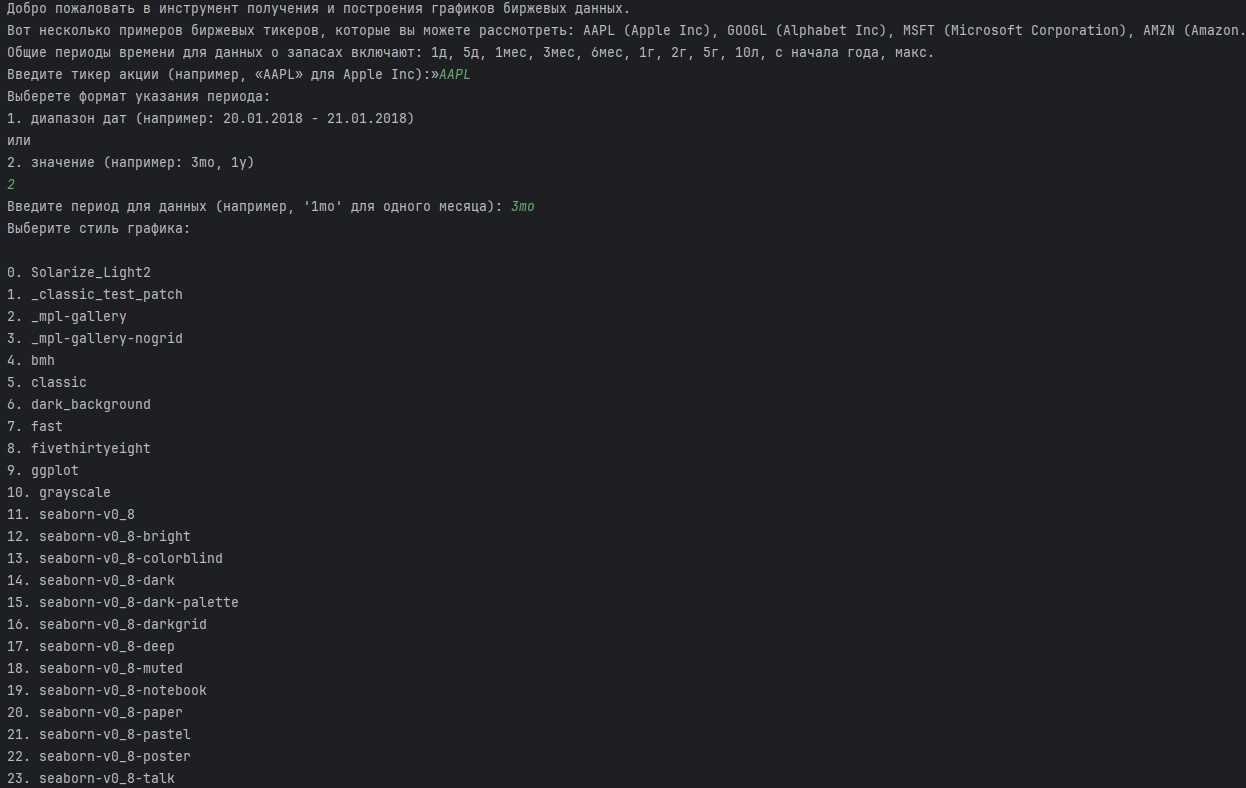 Добро пожаловать в инструмент получения и построения графиков биржевых данных.
Вот несколько примеров биржевых тикеров, которые вы можете рассмотреть: AAPL (Apple Inc), GOOGL (Alphabet Inc), MSFT (Microsoft Corporation), AMZN (Amazon.
Общие периоды времени для данных о запасах включают: 1д, 5д, 1мес, 3мес, 6мес, 1г, 2г, 5г, 10л, с начала года, макс.
Введите тикер акции (например, «AAPL» для Apple Inc):»AAPL
Выберете формат указания периода:
1. диапазон дат (например: 20.01.2018 - 21.01.2018)
или
2. значение (например: 3mo, 1y)
2
Введите период для данных (например, '1mo' для одного месяца): 3mo
Выберите стиль графика:
0. Solarize_Light2
1. _classic_test_patch
2. _mpl-gallery
3. _mpl-gallery-nogrid
4. bmh
5. classic
6. dark_background
7. fast
8. fivethirtyeight
9. ggplot
10. grayscale
11. seaborn-v0_8
12. seaborn-v0_8-bright
13. seaborn-v0_8-colorblind
14. seaborn-v0_8-dark
15. seaborn-v0_8-dark-palette
16. seaborn-v0_8-darkgrid
17. seaborn-v0_8-deep
18. seaborn-v0_8-muted
19. seaborn-v0_8-notebook
20. seaborn-v0_8-paper
21. seaborn-v0_8-pastel
22. seaborn-v0_8-poster
23. seaborn-v0_8-talk